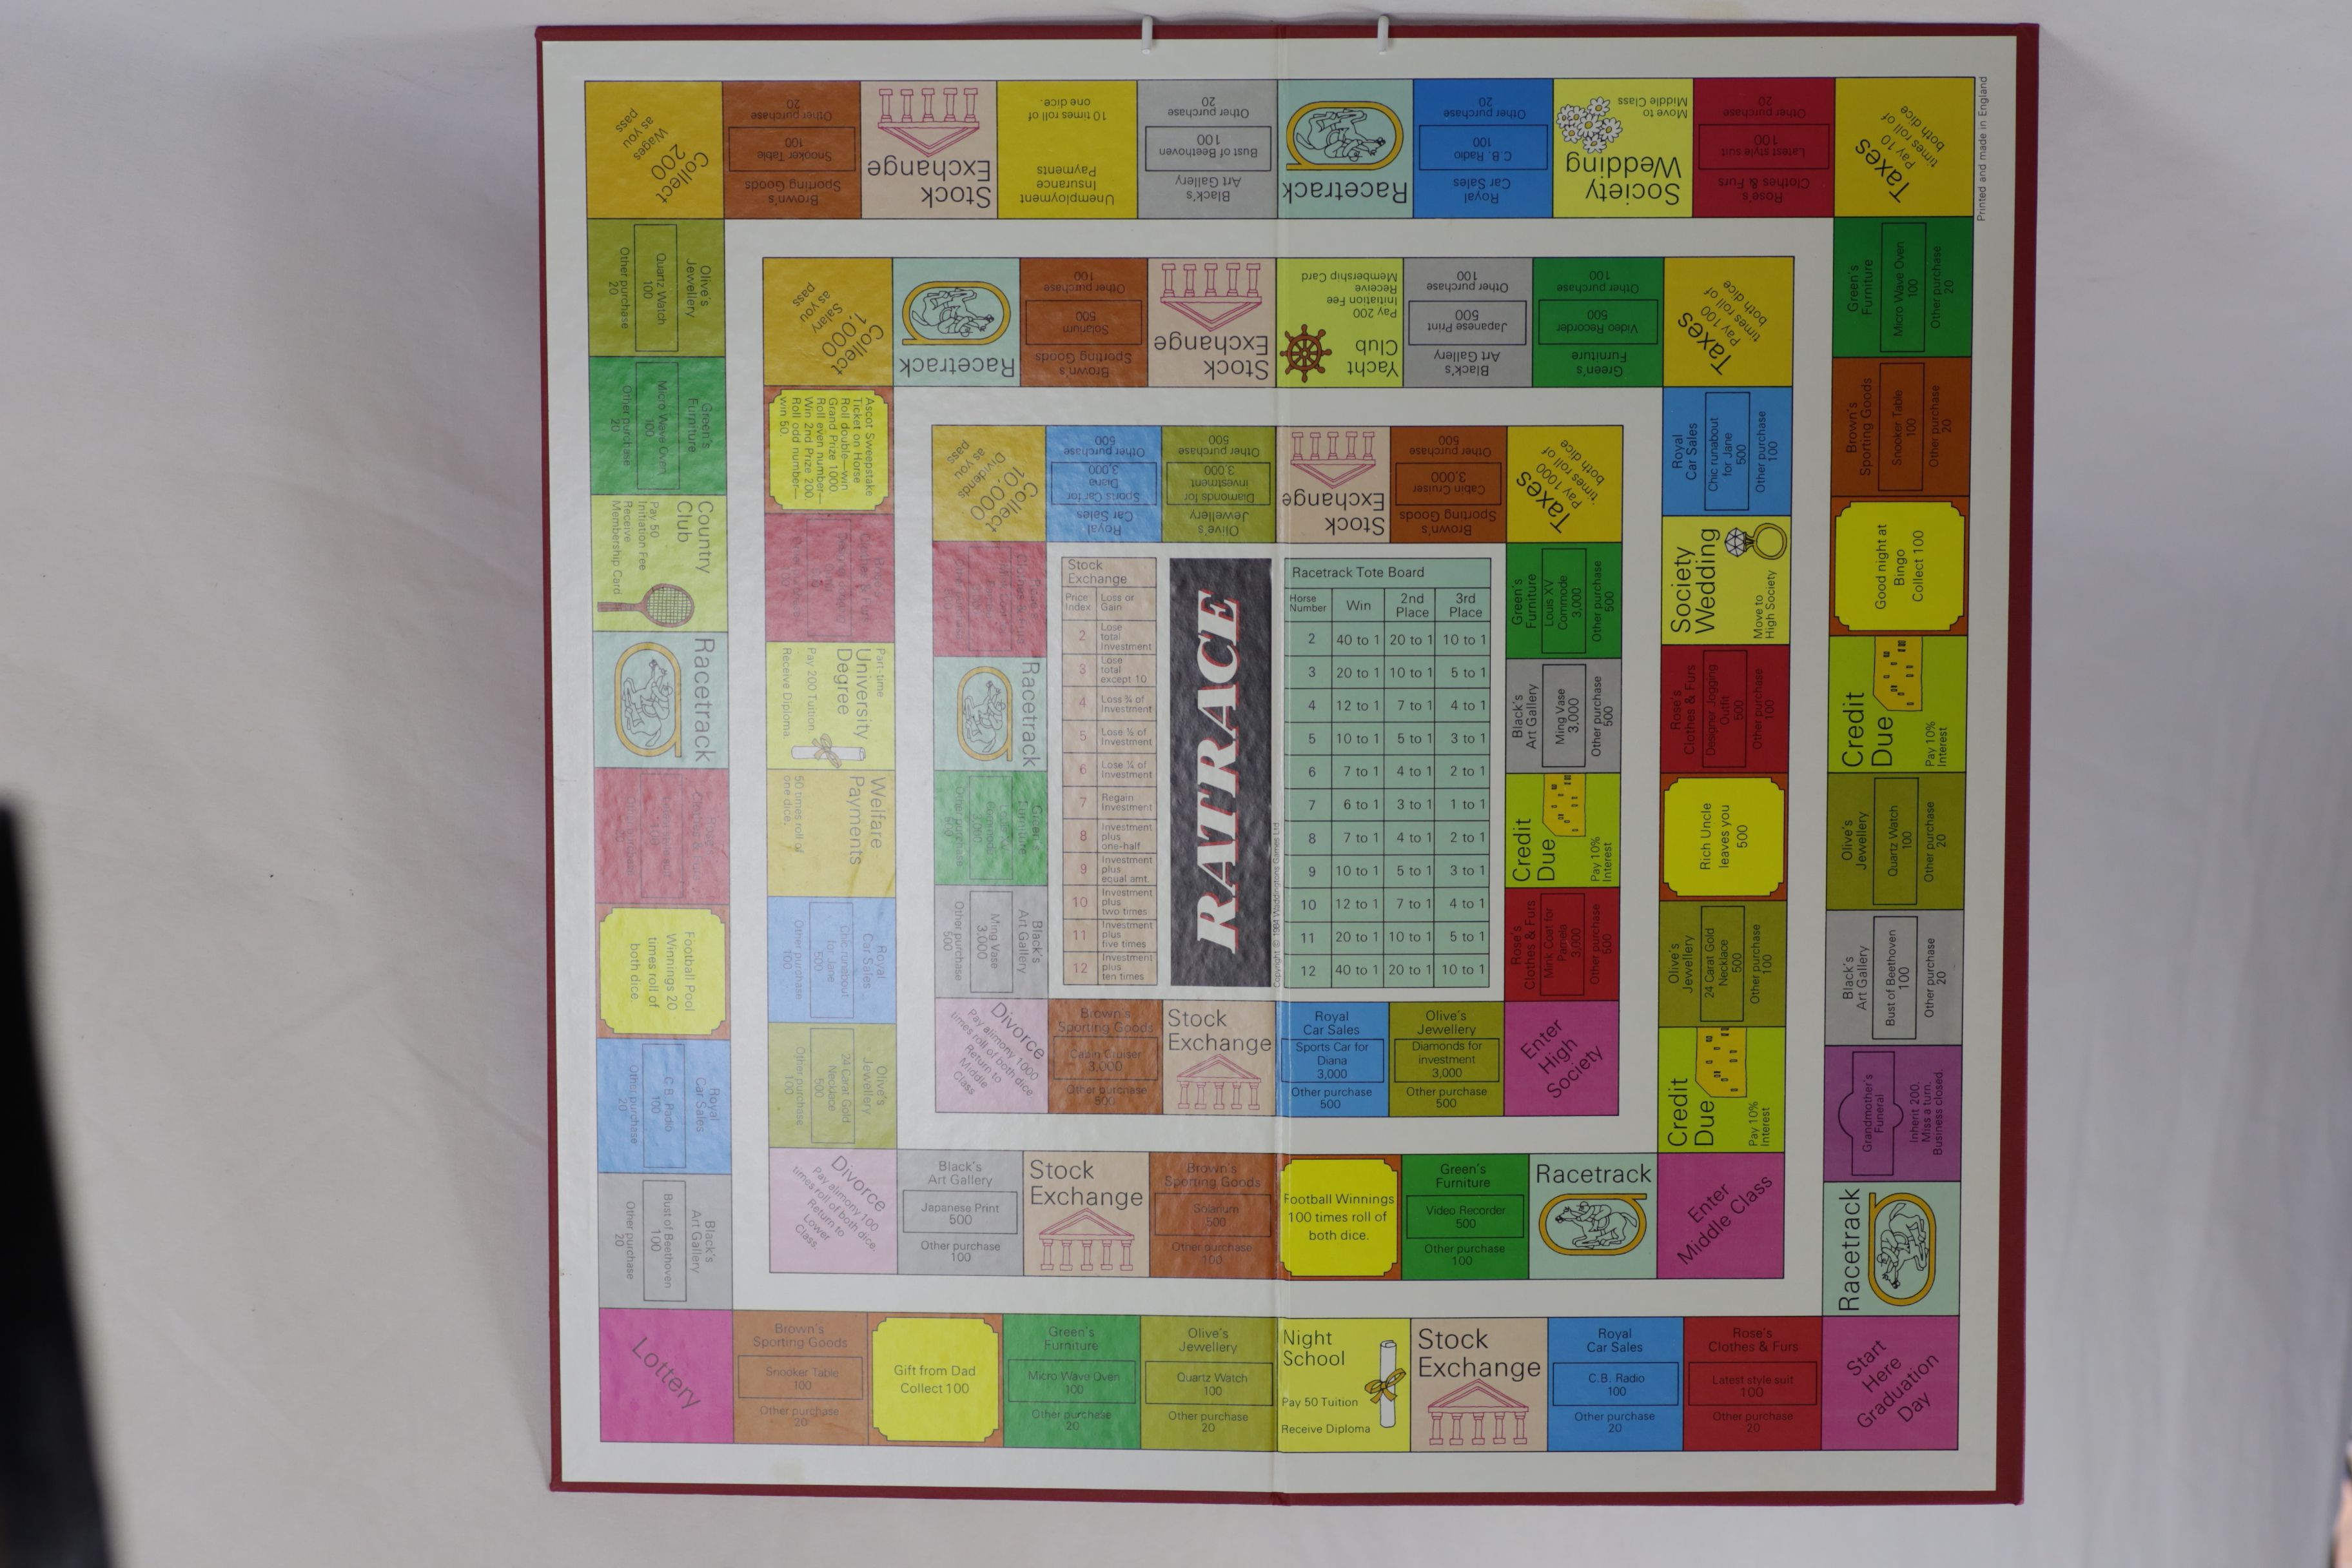 Collect
200
Wages
as you
pass
Brown's
Sporting Goods
Snooker Table
100
Other purchase
20
Stock
Exchange
Unemployment
Insurance
Payments
10 times roll of
one dice.
Black's
Art Gallery
Bust of Beethoven
100
Other purchase
20
Racetrack
Royal
Car Sales
C.B. Radio
100
Other purchase
20
Society
Wedding
Move to
Middle Class
Rose's
Clothes & Furs
Latest style suit
100
Other purchase
20
Taxes
Pay 10
times roll of
both dice
Printed and made in England
Green's
Furniture
Micro Wave Oven
100
Other purchase
20
Brown's
Sporting Goods
Snooker Table
100
Other purchase
20
Good night at
Bingo
Collect 100
Credit
Due
Pay 10%
Interest
Olive's
Jewellery
Quartz Watch
100
Other purchase
20
Black's
Art Gallery
Bust of Beethoven
100
Other purchase
20
Grandmother's
Funeral
Inherit 200.
Miss a turn.
Business closed.
Racetrack
Start
Here
Graduation
Day
Rose's
Clothes & Furs
Latest style suit
100
Other purchase
20
Royal
Car Sales
C.B. Radio
100
Other purchase
20
Stock
Exchange
Night
School
Pay 50 Tuition
Receive Diploma
Olive's
Jewellery
Quartz Watch
100
Other purchase
20
Green's
Furniture
Micro Wave Oven
100
Other purchase
20
Gift from Dad
Collect 100
Brown's
Sporting Goods
Snooker Table
100
Other purchase
20
Lottery
Black's
Art Gallery
Bust of Beethoven
100
Other purchase
20
Royal
Car Sales
C.B. Radio
100
Other purchase
20
Football Pool
Winnings 20
times roll of
both dice.
Rose's
Clothes & Furs
Racetrack
Country
Club
Pay 50
Initiation Fee
Receive
Membership Card
Green's
Furniture
Micro Wave Oven
100
Other purchase
20
Olive's
Jewellery
Quartz Watch
100
Other purchase
20
Collect
1,000
Salary
as you
pass
Racetrack
Brown's
Sporting Goods
Solarium
500
Other purchase
100
Stock
Exchange
Yacht
Club
Pay 200
Initiation Fee
Receive
Membership Card
Black's
Art Gallery
Japanese Print
500
Other purchase
100
Green's
Furniture
Video Recorder
500
Other purchase
100
Taxes
Pay 100
times roll of
both dice
Royal
Car Sales
Chic runabout
for Jane
500
Other purchase
100
Society
Wedding
Move to
High Society
Rose's
Clothes & Furs
Designer Jogging
Outfit
500
Other purchase
100
Rich Uncle
leaves you
500
Olive's
Jewellery
24 Carat Gold
Necklace
500
Other purchase
100
Credit
Due
Pay 10%
Interest
Enter
Middle Class
Racetrack
Green's
Furniture
Video Recorder
500
Other purchase
100
Football Winnings
100 times roll of
both dice.
Brown's
Sporting Goods
Solarium
500
Other purchase
100
Stock
Exchange
Black's
Art Gallery
Japanese Print
500
Other purchase
100
Divorce
Pay alimony 100
times roll of both dice.
Return to
Lower
Class.
Olive's
Jewellery
24 Carat Gold
Necklace
500
Other purchase
100
Royal
Car Sales
Chic runabout
for Jane
500
Other purchase
100
Welfare
Payments
50 times roll of
one dice.
Part-time
University
Degree
Pay 200 Tuition.
Receive Diploma.
Ascot Sweepstake
Ticket on Horse
Roll double—win
Grand Prize 1000
Roll even number—
Win 2nd Prize 200.
Roll odd number—
win 50.
Collect
10,000
Dividends
as you
pass
Royal
Car Sales
Sports Car for
Diana
3,000
Other purchase
500
Olive's
Jewellery
Diamonds for
investment
3,000
Other purchase
500
Stock
Exchange
Brown's
Sporting Goods
Cabin Cruiser
3,000
Other purchase
500
Taxes
Pay 1000
times roll of
both dice
Green's
Furniture
Louis XV
Commode
3,000
Other purchase
500
Black's
Art Gallery
Ming Vase
3,000
Other purchase
500
Credit
Due
Pay 10%
Interest
Rose's
Clothes & Furs
Mink Coat for
Pamela
3,000
Other purchase
500
Enter
High
Society
Olive's
Jewellery
Diamonds for
investment
3,000
Other purchase
500
Royal
Car Sales
Sports Car for
Diana
3,000
Other purchase
500
Stock
Exchange
Brown's
Sporting Goods
Cabin Cruiser
3,000
Other purchase
500
Divorce
Pay alimony 1000
times roll of both dice.
Return to
Middle
Class
Black's
Art Gallery
Ming Vase
3,000
Other purchase
500
Green's
Furniture
Other purchase
Racetrack
Stock
Exchange
Price Index Loss or Gain
2 Lose total Investment
3 Lose total except 10
4 Loss ¾ of Investment
5 Lose ½ of Investment
6 Lose ¼ of Investment
7 Regain Investment
8 Investment plus one-half
9 Investment plus equal amt.
10 Investment plus two times
11 Investment plus five times
12 Investment plus ten times
RATRACE
Copyright © 1984 Waddingtons Games Ltd.
Racetrack Tote Board
Horse Number Win 2nd Place 3rd Place
2 40 to 1 20 to 1 10 to 1
3 20 to 1 10 to 1 5 to 1
4 12 to 1 7 to 1 4 to 1
5 10 to 1 5 to 1 3 to 1
6 7 to 1 4 to 1 2 to 1
7 6 to 1 3 to 1 1 to 1
8 7 to 1 4 to 1 2 to 1
9 10 to 1 5 to 1 3 to 1
10 12 to 1 7 to 1 4 to 1
11 20 to 1 10 to 1 5 to 1
12 40 to 1 20 to 1 10 to 1